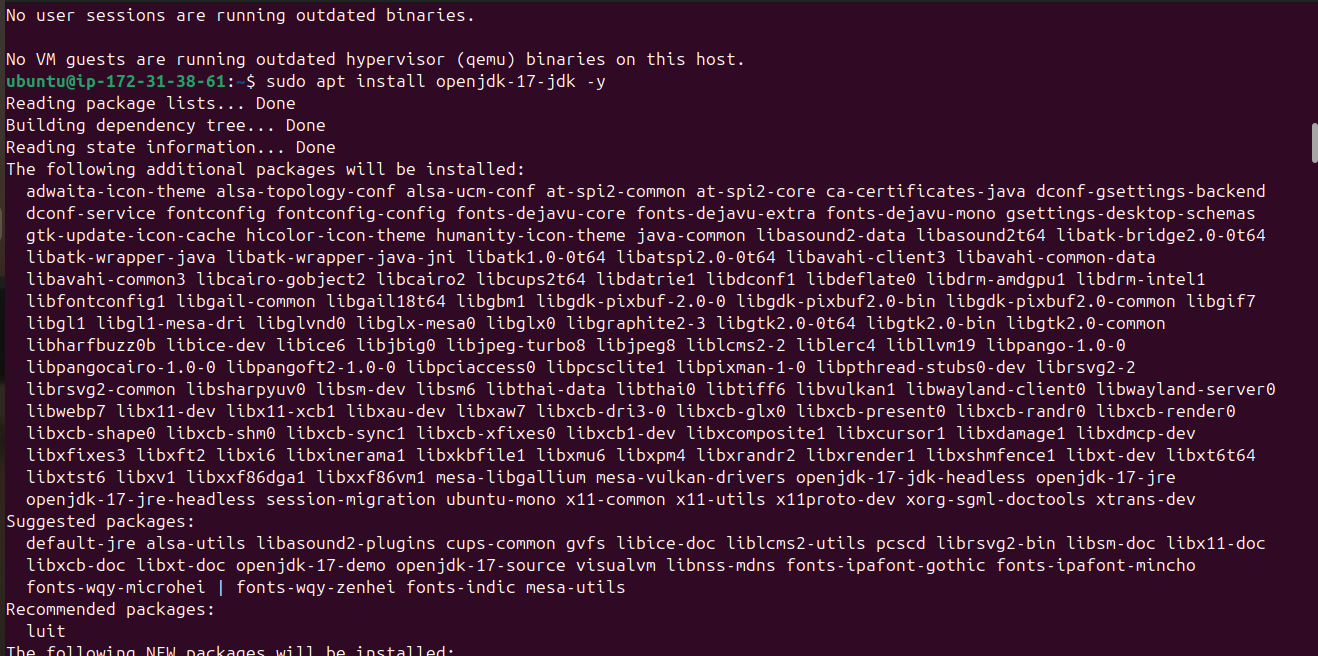 No user sessions are running outdated binaries.
No VM guests are running outdated hypervisor (qemu) binaries on this host.
ubuntu@ip-172-31-38-61:~$ sudo apt install openjdk-17-jdk -y
Reading package lists... Done
Building dependency tree... Done
Reading state information... Done
The following additional packages will be installed:
adwaita-icon-theme alsa-topology-conf alsa-ucm-conf at-spi2-common at-spi2-core ca-certificates-java dconf-gsettings-backend
dconf-service fontconfig fontconfig-config fonts-dejavu-core fonts-dejavu-extra fonts-dejavu-mono gsettings-desktop-schemas
gtk-update-icon-cache hicolor-icon-theme humanity-icon-theme java-common libasound2-data libasound2t64 libatk-bridge2.0-0t64
libatk-wrapper-java libatk-wrapper-java-jni libatk1.0-0t64 libatspi2.0-0t64 libavahi-client3 libavahi-common-data
libavahi-common3 libcairo-gobject2 libcairo2 libcups2t64 libdatrie1 libdconf1 libdeflate0 libdrm-amdgpu1 libdrm-intel1
libfontconfig1 libgail-common libgail18t64 libgbm1 libgdk-pixbuf-2.0-0 libgdk-pixbuf2.0-bin libgdk-pixbuf2.0-common libgif7
libgl1 libgl1-mesa-dri libglvnd0 libglx-mesa0 libglx0 libgraphite2-3 libgtk2.0-0t64 libgtk2.0-bin libgtk2.0-common
libharfbuzz0b libice-dev libice6 libjbig0 libjpeg-turbo8 libjpeg8 liblcms2-2 liblerc4 libllvm19 libpango-1.0-0
libpangocairo-1.0-0 libpangoft2-1.0-0 libpciaccess0 libpcsclite1 libpixman-1-0 libpthread-stubs0-dev librsvg2-2
librsvg2-common libsharpyuv0 libsm-dev libsm6 libthai-data libthai0 libtiff6 libvulkan1 libwayland-client0 libwayland-server0
libwebp7 libx11-dev libx11-xcb1 libxau-dev libxaw7 libxcb-dri3-0 libxcb-glx0 libxcb-present0 libxcb-randr0 libxcb-render0
libxcb-shape0 libxcb-shm0 libxcb-sync1 libxcb-xfixes0 libxcb1-dev libxcomposite1 libxcursor1 libxdamage1 libxdmcp-dev
libxfixes3 libxft2 libxi6 libxinerama1 libxkbfile1 libxmu6 libxpm4 libxrandr2 libxrender1 libxshmfence1 libxt-dev libxt6t64
libxtst6 libxv1 libxxf86dga1 libxxf86vm1 mesa-libgallium mesa-vulkan-drivers openjdk-17-jdk-headless openjdk-17-jre
openjdk-17-jre-headless session-migration ubuntu-mono x11-common x11-utils x11proto-dev xorg-sgml-doctools xtrans-dev
Suggested packages:
default-jre alsa-utils libasound2-plugins cups-common gvfs libice-doc liblcms2-utils pcscd librsvg2-bin libsm-doc libx11-doc
libxcb-doc libxt-doc openjdk-17-demo openjdk-17-source visualvm libnss-mdns fonts-ipafont-gothic fonts-ipafont-mincho
fonts-wqy-microhei | fonts-wqy-zenhei fonts-indic mesa-utils
Recommended packages:
luit
The following NEW packages will be installed: